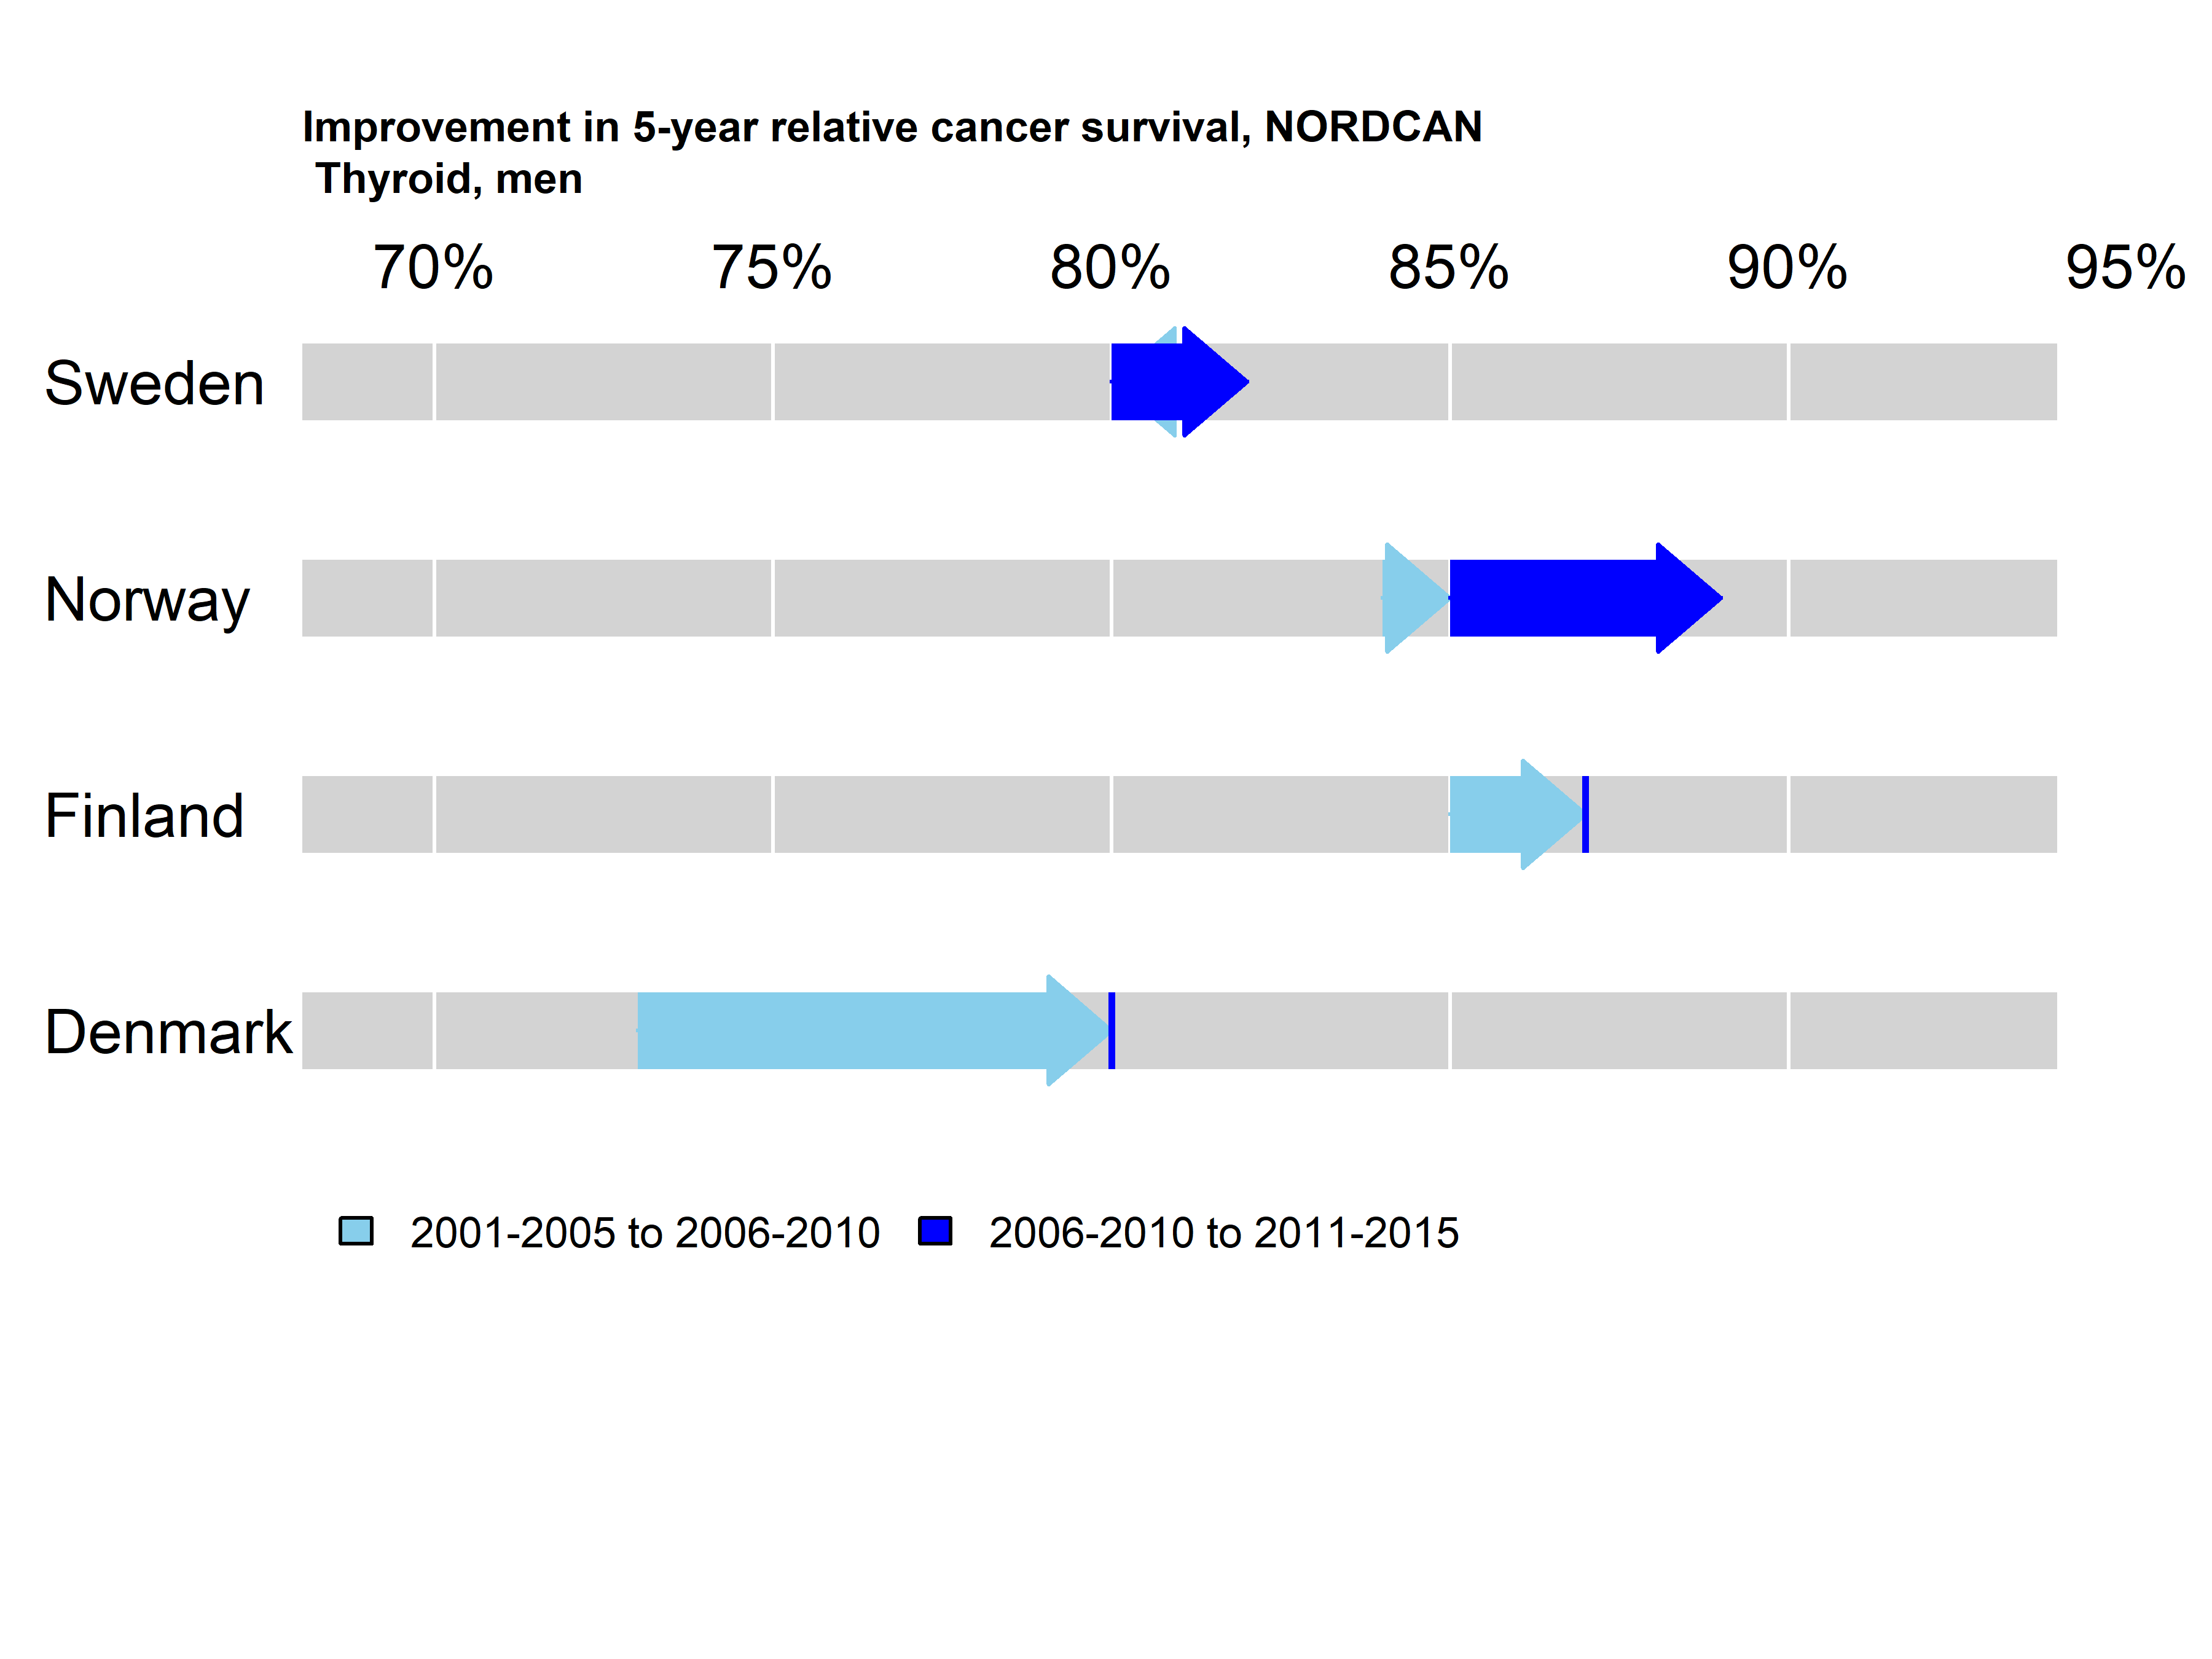 Improvement in 5-year relative cancer survival, NORDCAN
Thyroid, men
70% 75% 80% 85% 90% 95%
Sweden
Norway
Finland
Denmark
2001-2005 to 2006-2010 2006-2010 to 2011-2015